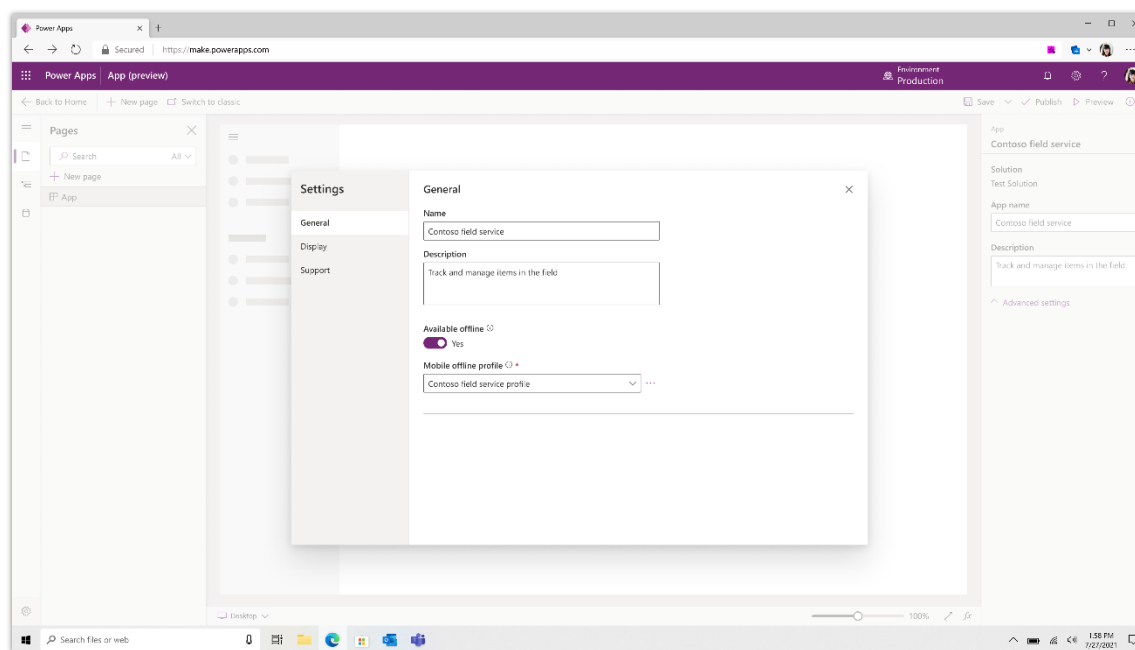 Power Apps
Secured https://make.powerapps.com
Power Apps App (preview)
Environment
Production
Back to Home New page Switch to classic
Save Publish Preview
Pages
Search All
New page
App
Settings
General
Display
Support
General
Name
Contoso field service
Description
Track and manage items in the field
Available offline
Yes
Mobile offline profile *
Contoso field service profile
App
Contoso field service
Solution
Test Solution
App name
Contoso field service
Description
Track and manage items in the field.
Advanced settings
Desktop
100%
Search files or web
1:58 PM
7/27/2021